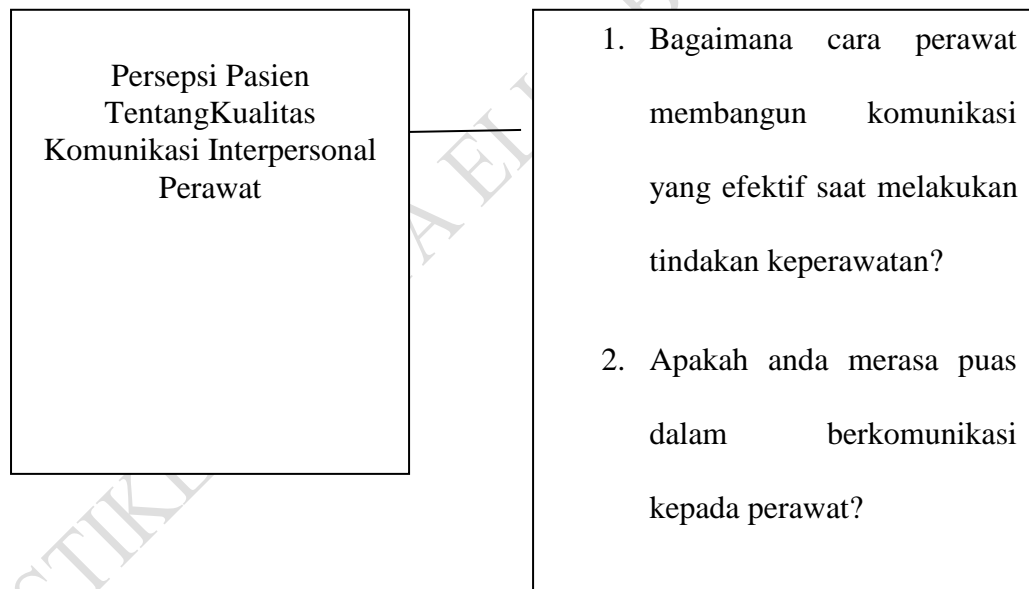 Persepsi Pasien
TentangKualitas
Komunikasi Interpersonal
Perawat
1. Bagaimana cara perawat
membangun komunikasi
yang efektif saat melakukan
tindakan keperawatan?
2. Apakah anda merasa puas
dalam berkomunikasi
kepada perawat?